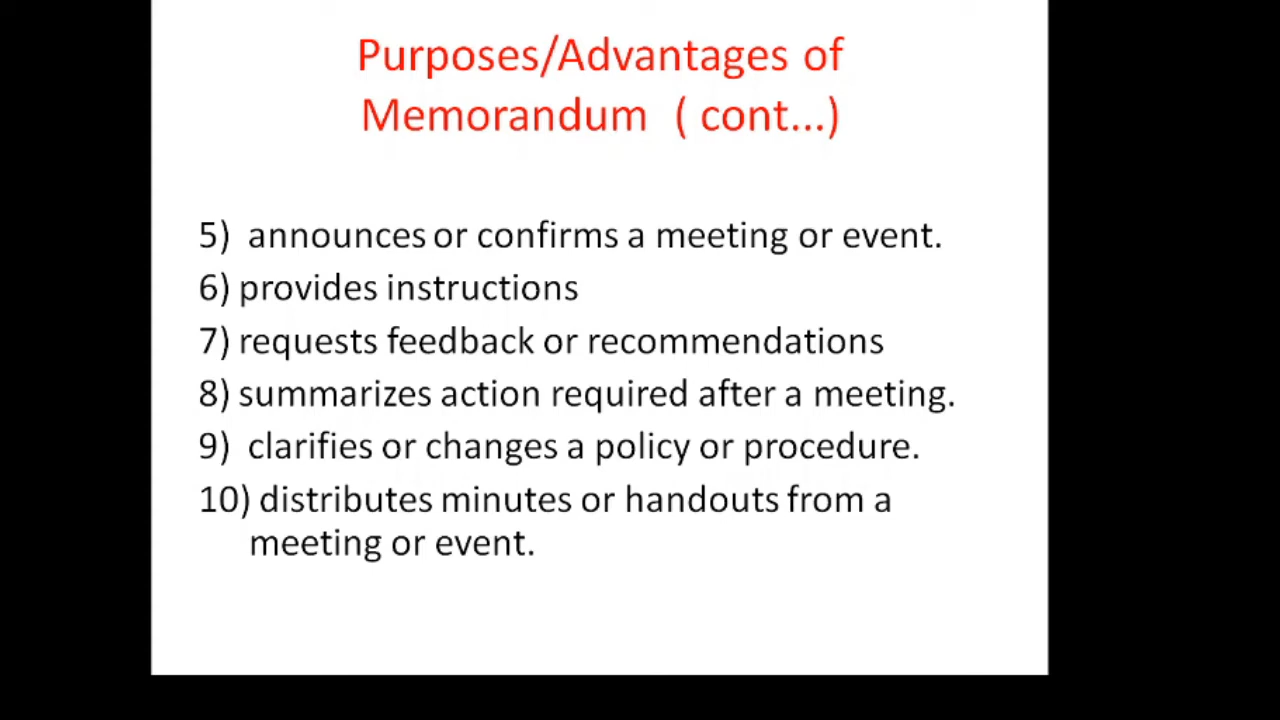 Purposes/Advantages of
Memorandum ( cont...)
5) announces or confirms a meeting or event.
6) provides instructions
7) requests feedback or recommendations
8) summarizes action required after a meeting.
9) clarifies or changes a policy or procedure.
10) distributes minutes or handouts from a
meeting or event.